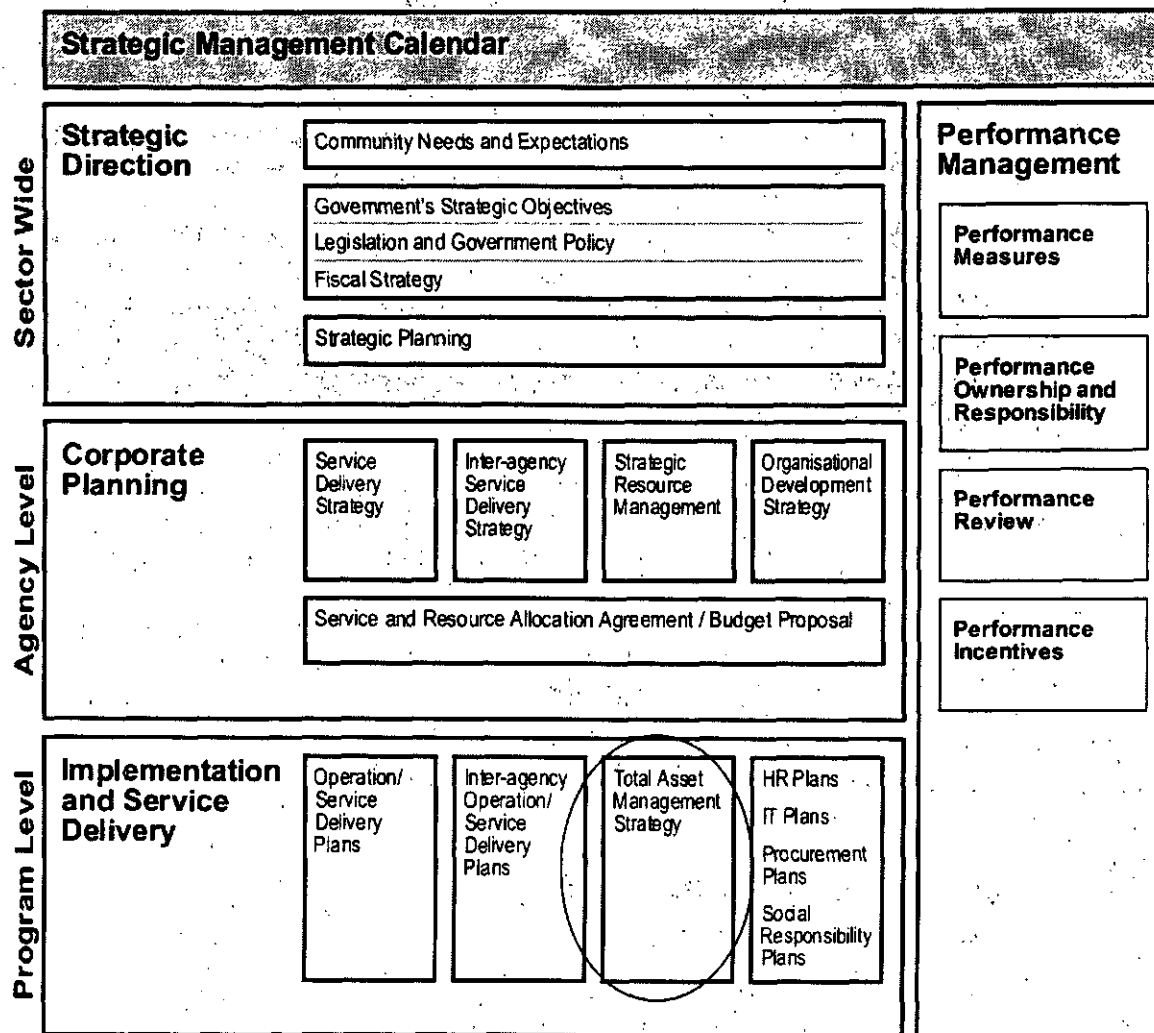 Strategic Management Calendar
Sector Wide
Strategic
Direction
Community Needs and Expectations
Government's Strategic Objectives
Legislation and Government Policy
Fiscal Strategy
Strategic Planning
Agency Level
Corporate
Planning
Service
Delivery
Strategy
Inter-agency
Service
Delivery
Strategy
Strategic
Resource
Management
Organisational
Development
Strategy
Service and Resource Allocation Agreement / Budget Proposal
Program Level
Implementation
and Service
Delivery
Operation/
Service
Delivery
Plans
Inter-agency
Operation/
Service
Delivery
Plans
Total Asset
Management
Strategy
HR Plans
IT Plans
Procurement
Plans
Social
Responsibility
Plans
Performance
Management
Performance
Measures
Performance
Ownership and
Responsibility
Performance
Review
Performance
Incentives